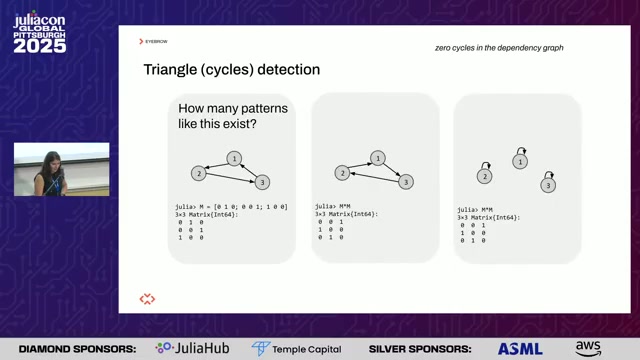 juliacon
GLOBAL
PITTSBURGH
2025
EYEBROW
zero cycles in the dependency graph
Triangle (cycles) detection
How many patterns
like this exist?
1
2
3
julia> M = [0 1 0; 0 0 1; 1 0 0]
3×3 Matrix{Int64}:
0 1 0
0 0 1
1 0 0
1
2
3
julia> M*M
3×3 Matrix{Int64}:
0 0 1
1 0 0
0 1 0
1
2
3
julia> M*M
3×3 Matrix{Int64}:
0 0 1
1 0 0
0 1 0
DIAMOND SPONSORS:
JuliaHub
Temple Capital
SILVER SPONSORS:
ASML
aws